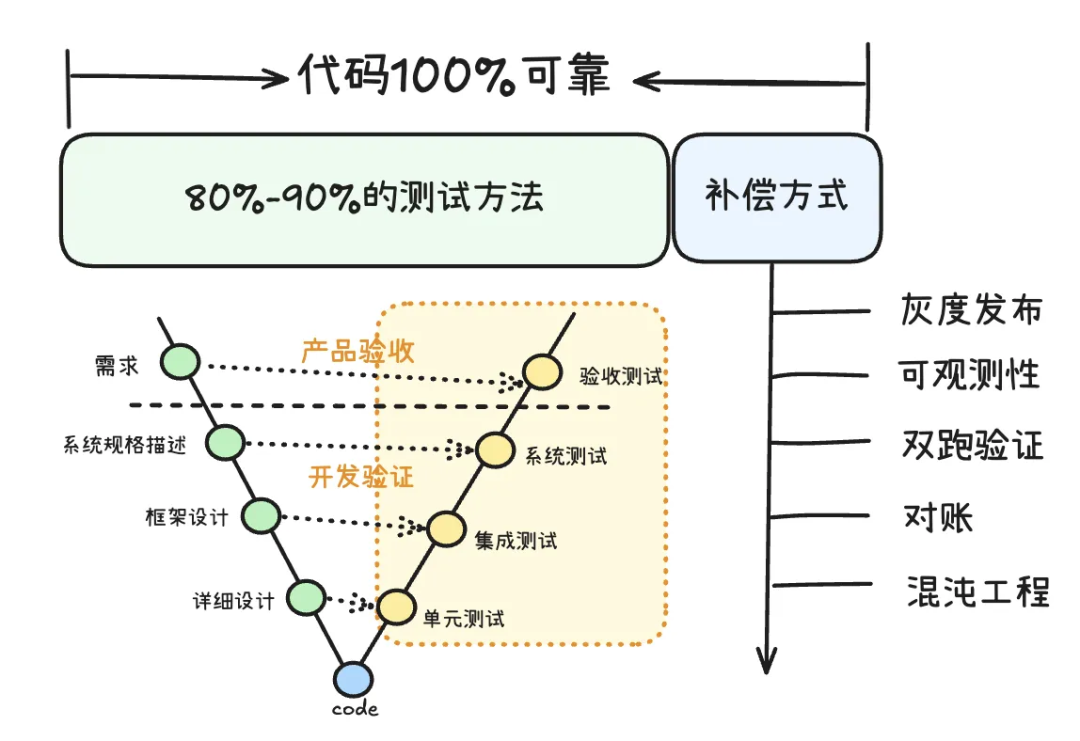 代码100%可靠
80%-90%的测试方法
补偿方式
灰度发布
可观测性
双跑验证
对账
混沌工程
产品验收
需求
验收测试
系统规格描述
系统测试
开发验证
框架设计
集成测试
详细设计
单元测试
code